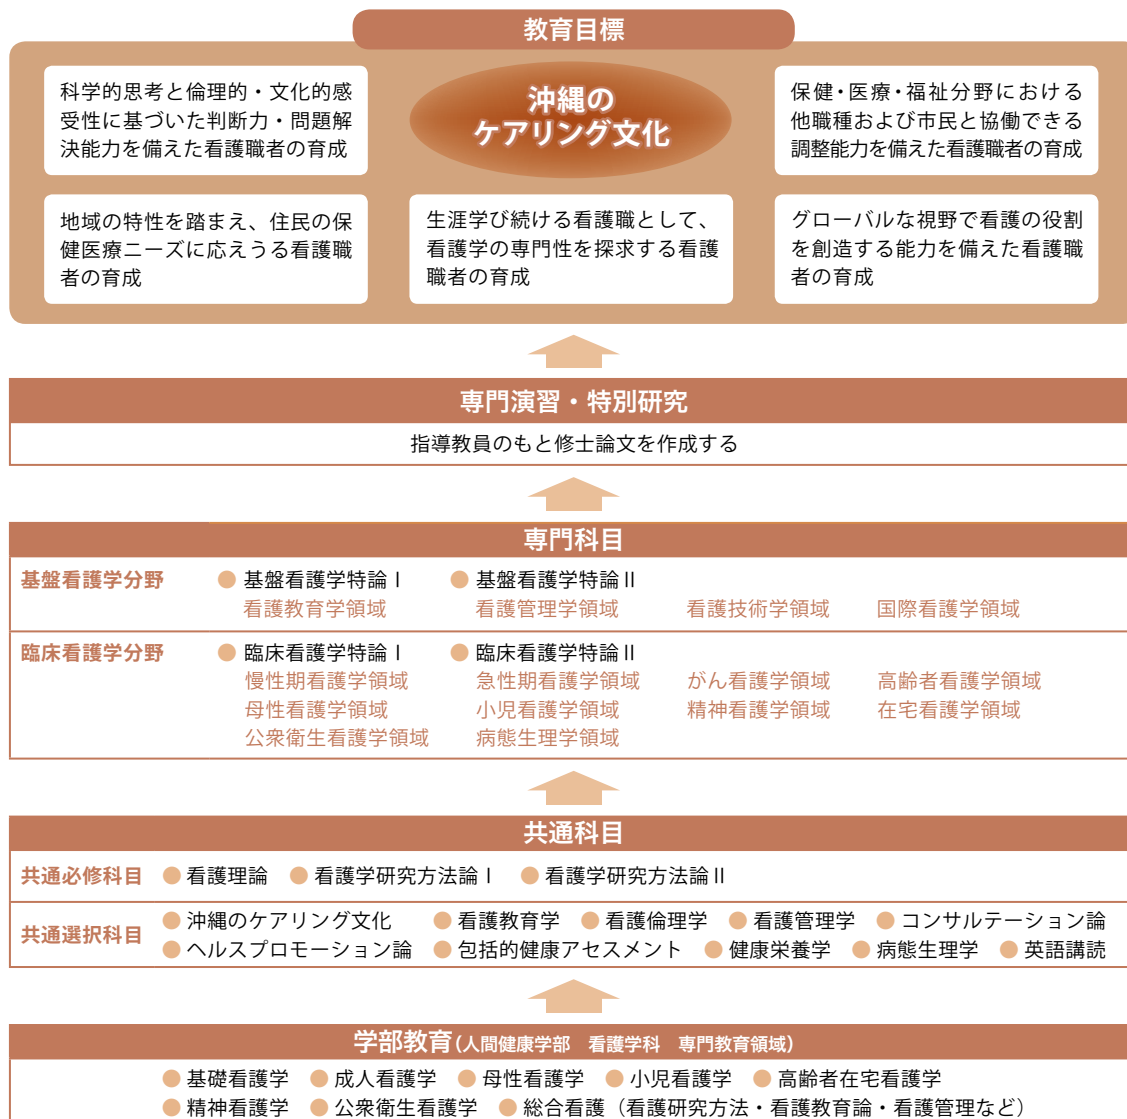 教育目標
科学的思考と倫理的・文化的感
受性に基づいた判断力・問題解
決能力を備えた看護職者の育成
沖縄の
ケアリング文化
保健・医療・福祉分野における
他職種および市民と協働できる
調整能力を備えた看護職者の育成
地域の特性を踏まえ、住民の保
健医療ニーズに応えうる看護職
者の育成
生涯学び続ける看護職として、
看護学の専門性を探求する看護
職者の育成
グローバルな視野で看護の役割
を創造する能力を備えた看護職
者の育成
専門演習・特別研究
指導教員のもと修士論文を作成する
専門科目
基盤看護学分野 ● 基盤看護学特論Ⅰ ● 基盤看護学特論Ⅱ
看護教育学領域 看護管理学領域 看護技術学領域 国際看護学領域
臨床看護学分野 ● 臨床看護学特論Ⅰ ● 臨床看護学特論Ⅱ
慢性期看護学領域 急性期看護学領域 がん看護学領域 高齢者看護学領域
母性看護学領域 小児看護学領域 精神看護学領域 在宅看護学領域
公衆衛生看護学領域 病態生理学領域
共通科目
共通必修科目 ● 看護理論 ● 看護学研究方法論Ⅰ ● 看護学研究方法論Ⅱ
共通選択科目 ● 沖縄のケアリング文化 ● 看護教育学 ● 看護倫理学 ● 看護管理学 ● コンサルテーション論
● ヘルスプロモーション論 ● 包括的健康アセスメント ● 健康栄養学 ● 病態生理学 ● 英語講読
学部教育(人間健康学部 看護学科 専門教育領域)
● 基礎看護学 ● 成人看護学 ● 母性看護学 ● 小児看護学 ● 高齢者在宅看護学
● 精神看護学 ● 公衆衛生看護学 ● 総合看護（看護研究方法・看護教育論・看護管理など）